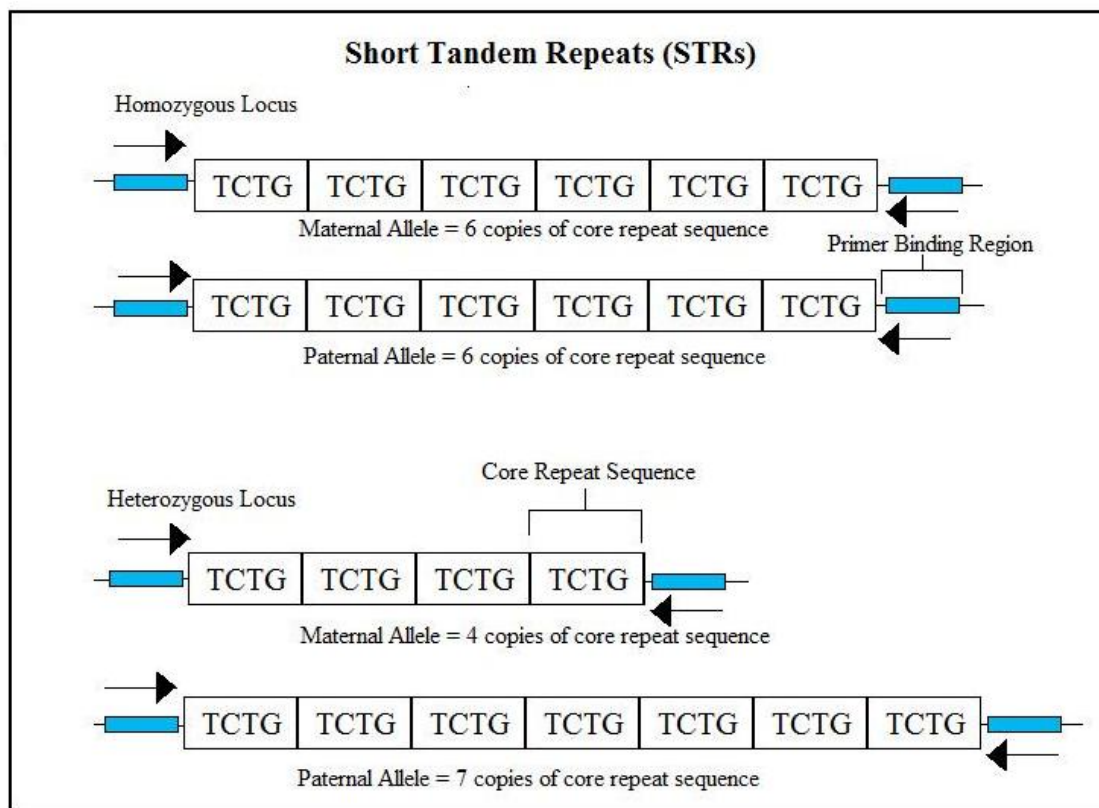 Short Tandem Repeats (STRs)
Homozygous Locus
TCTG TCTG TCTG TCTG TCTG TCTG
Maternal Allele = 6 copies of core repeat sequence
Primer Binding Region
TCTG TCTG TCTG TCTG TCTG TCTG
Paternal Allele = 6 copies of core repeat sequence
Core Repeat Sequence
Heterozygous Locus
TCTG TCTG TCTG TCTG
Maternal Allele = 4 copies of core repeat sequence
TCTG TCTG TCTG TCTG TCTG TCTG TCTG
Paternal Allele = 7 copies of core repeat sequence